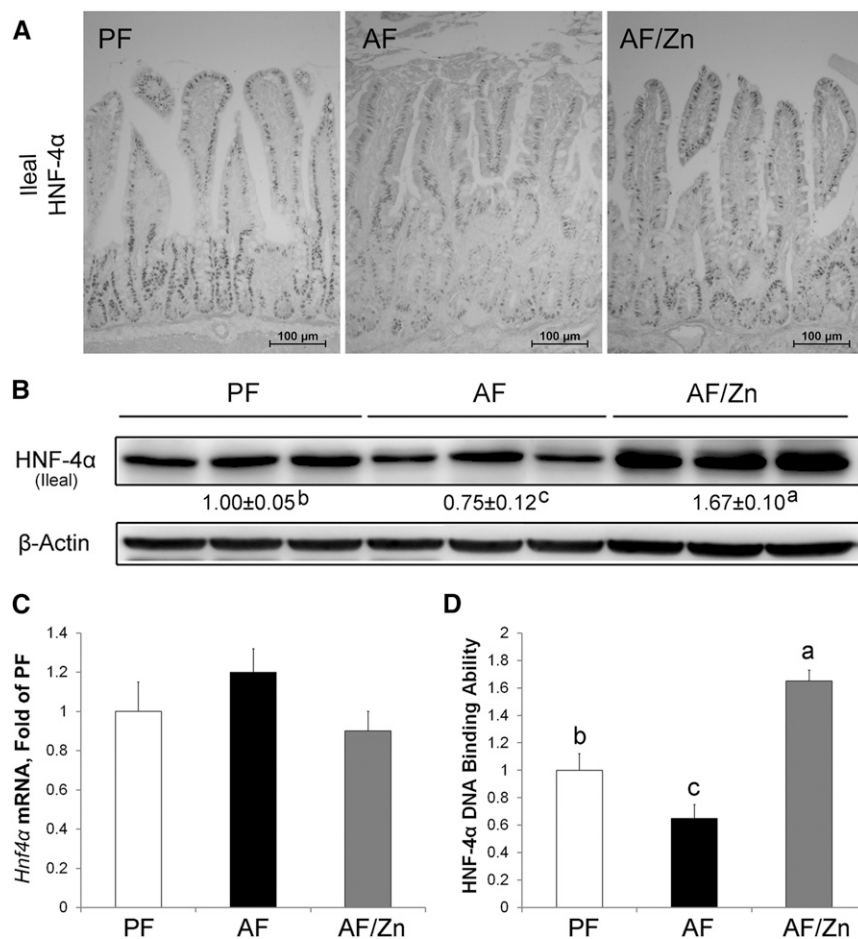 A
PF
AF
AF/Zn
Ileal
HNF-4α
100 µm
100 µm
100 µm
B
PF
AF
AF/Zn
HNF-4α
(Ileal)
1.00±0.05b
0.75±0.12c
1.67±0.10a
β-Actin
C
Hnf4α mRNA, Fold of PF
1.4
1.2
1
0.8
0.6
0.4
0.2
0
PF
AF
AF/Zn
D
HNF-4α DNA Binding Ability
2
1.8
1.6
1.4
1.2
1
0.8
0.6
0.4
0.2
0
b
c
a
PF
AF
AF/Zn